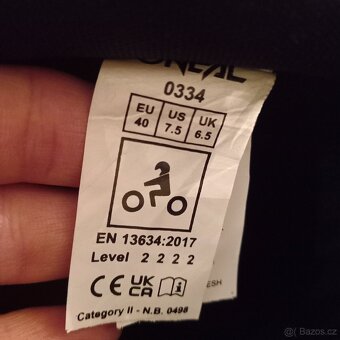 O'NEAL
0334
EU US UK
40 7.5 6.5
EN 13634:2017
Level 2 2 2 2
CE UK CA i
Category II - N.B. 0498
ESH
Bazos.cz